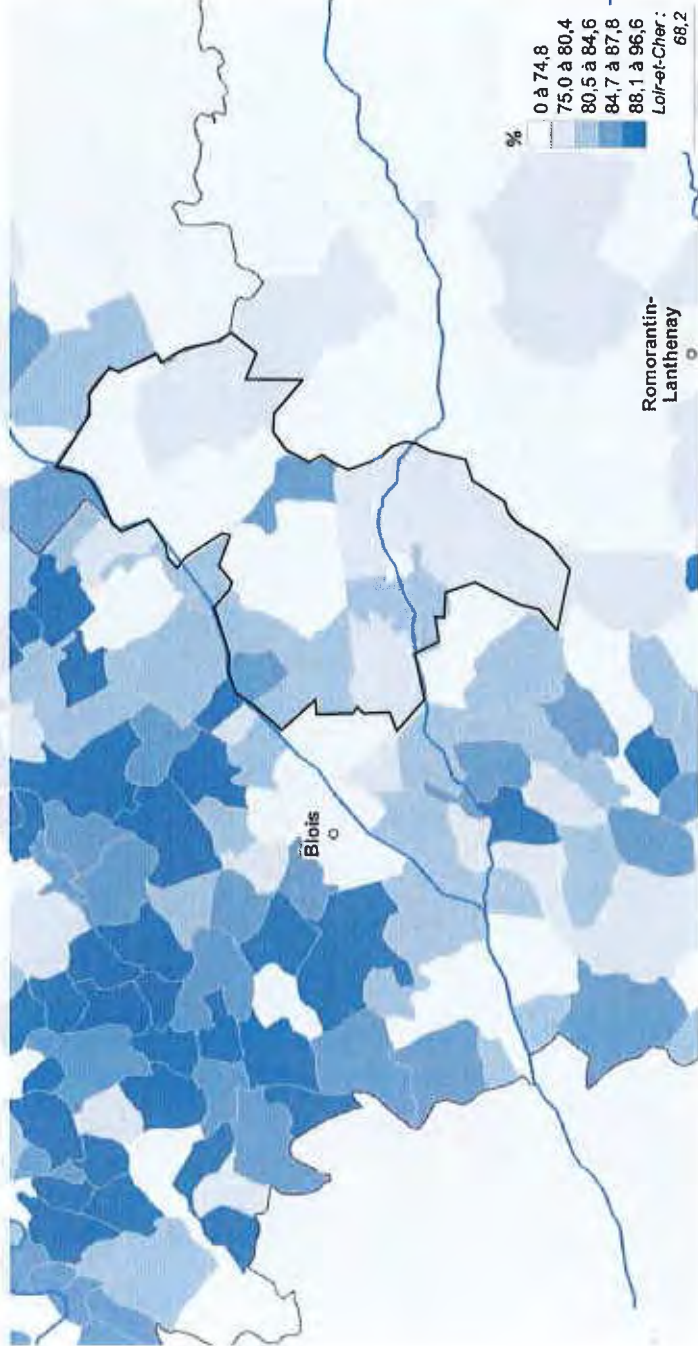 %
0 à 74,8
75,0 à 80,4
80,5 à 84,6
84,7 à 87,8
88,1 à 96,6
Loir-et-Cher :
68,2
Blois
Romorantin-
Lanthenay